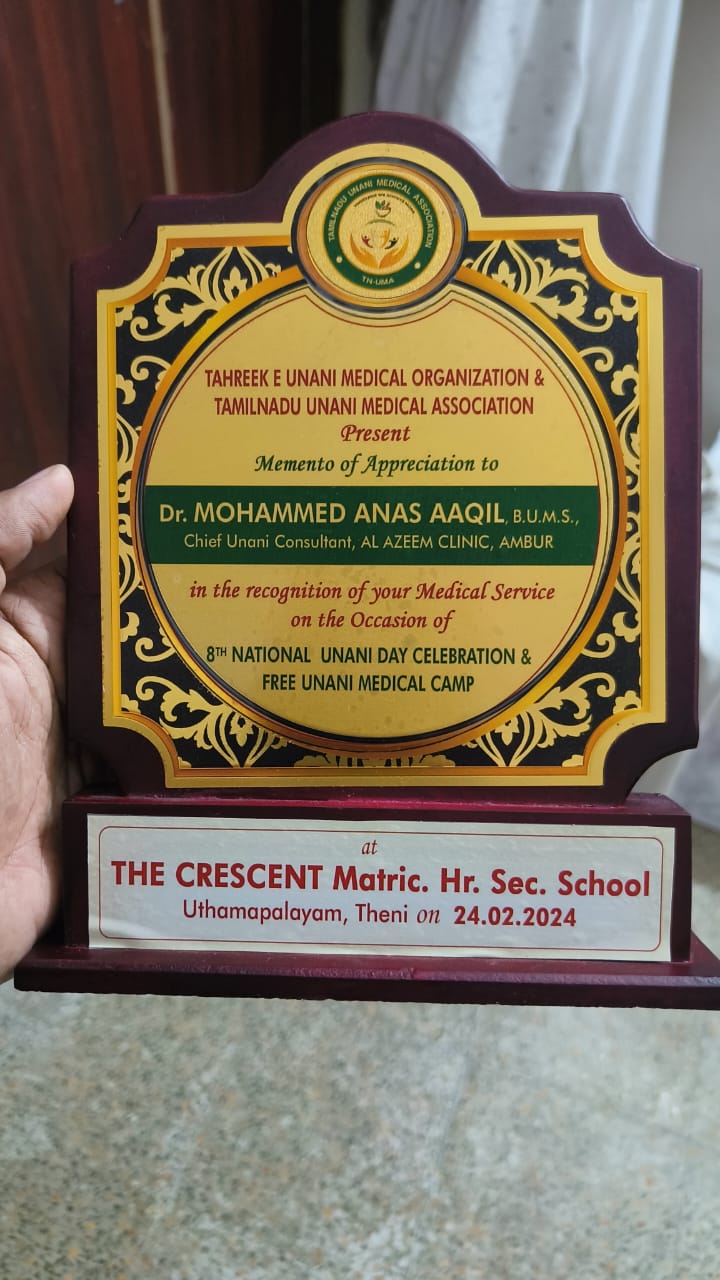 TAMILNADU UNANI MEDICAL ASSOCIATION
TN-UMA
TAHREEK E UNANI MEDICAL ORGANIZATION &
TAMILNADU UNANI MEDICAL ASSOCIATION
Present
Memento of Appreciation to
Dr. MOHAMMED ANAS AAQIL, B.U.M.S.,
Chief Unani Consultant, AL AZEEM CLINIC, AMBUR
in the recognition of your Medical Service
on the Occasion of
8TH NATIONAL UNANI DAY CELEBRATION &
FREE UNANI MEDICAL CAMP
at
THE CRESCENT Matric. Hr. Sec. School
Uthamapalayam, Theni on 24.02.2024